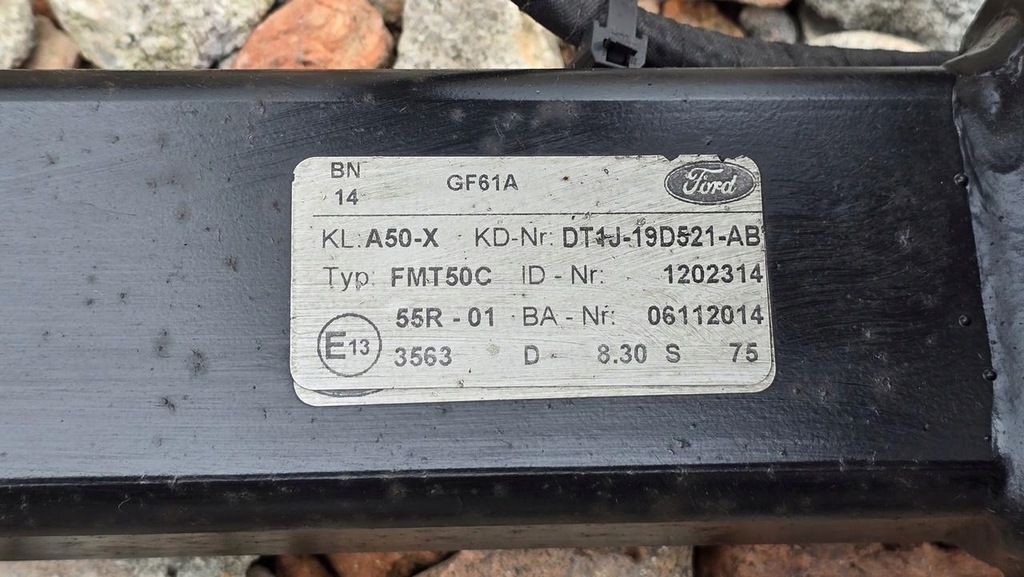 BN
14
GF61A
Ford
KL: A50-X KD-Nr: DT1J-19D521-AB
Typ: FMT50C ID - Nr: 1202314
55R - 01 BA - Nr: 06112014
E13 3563 D - 8.30 S 75